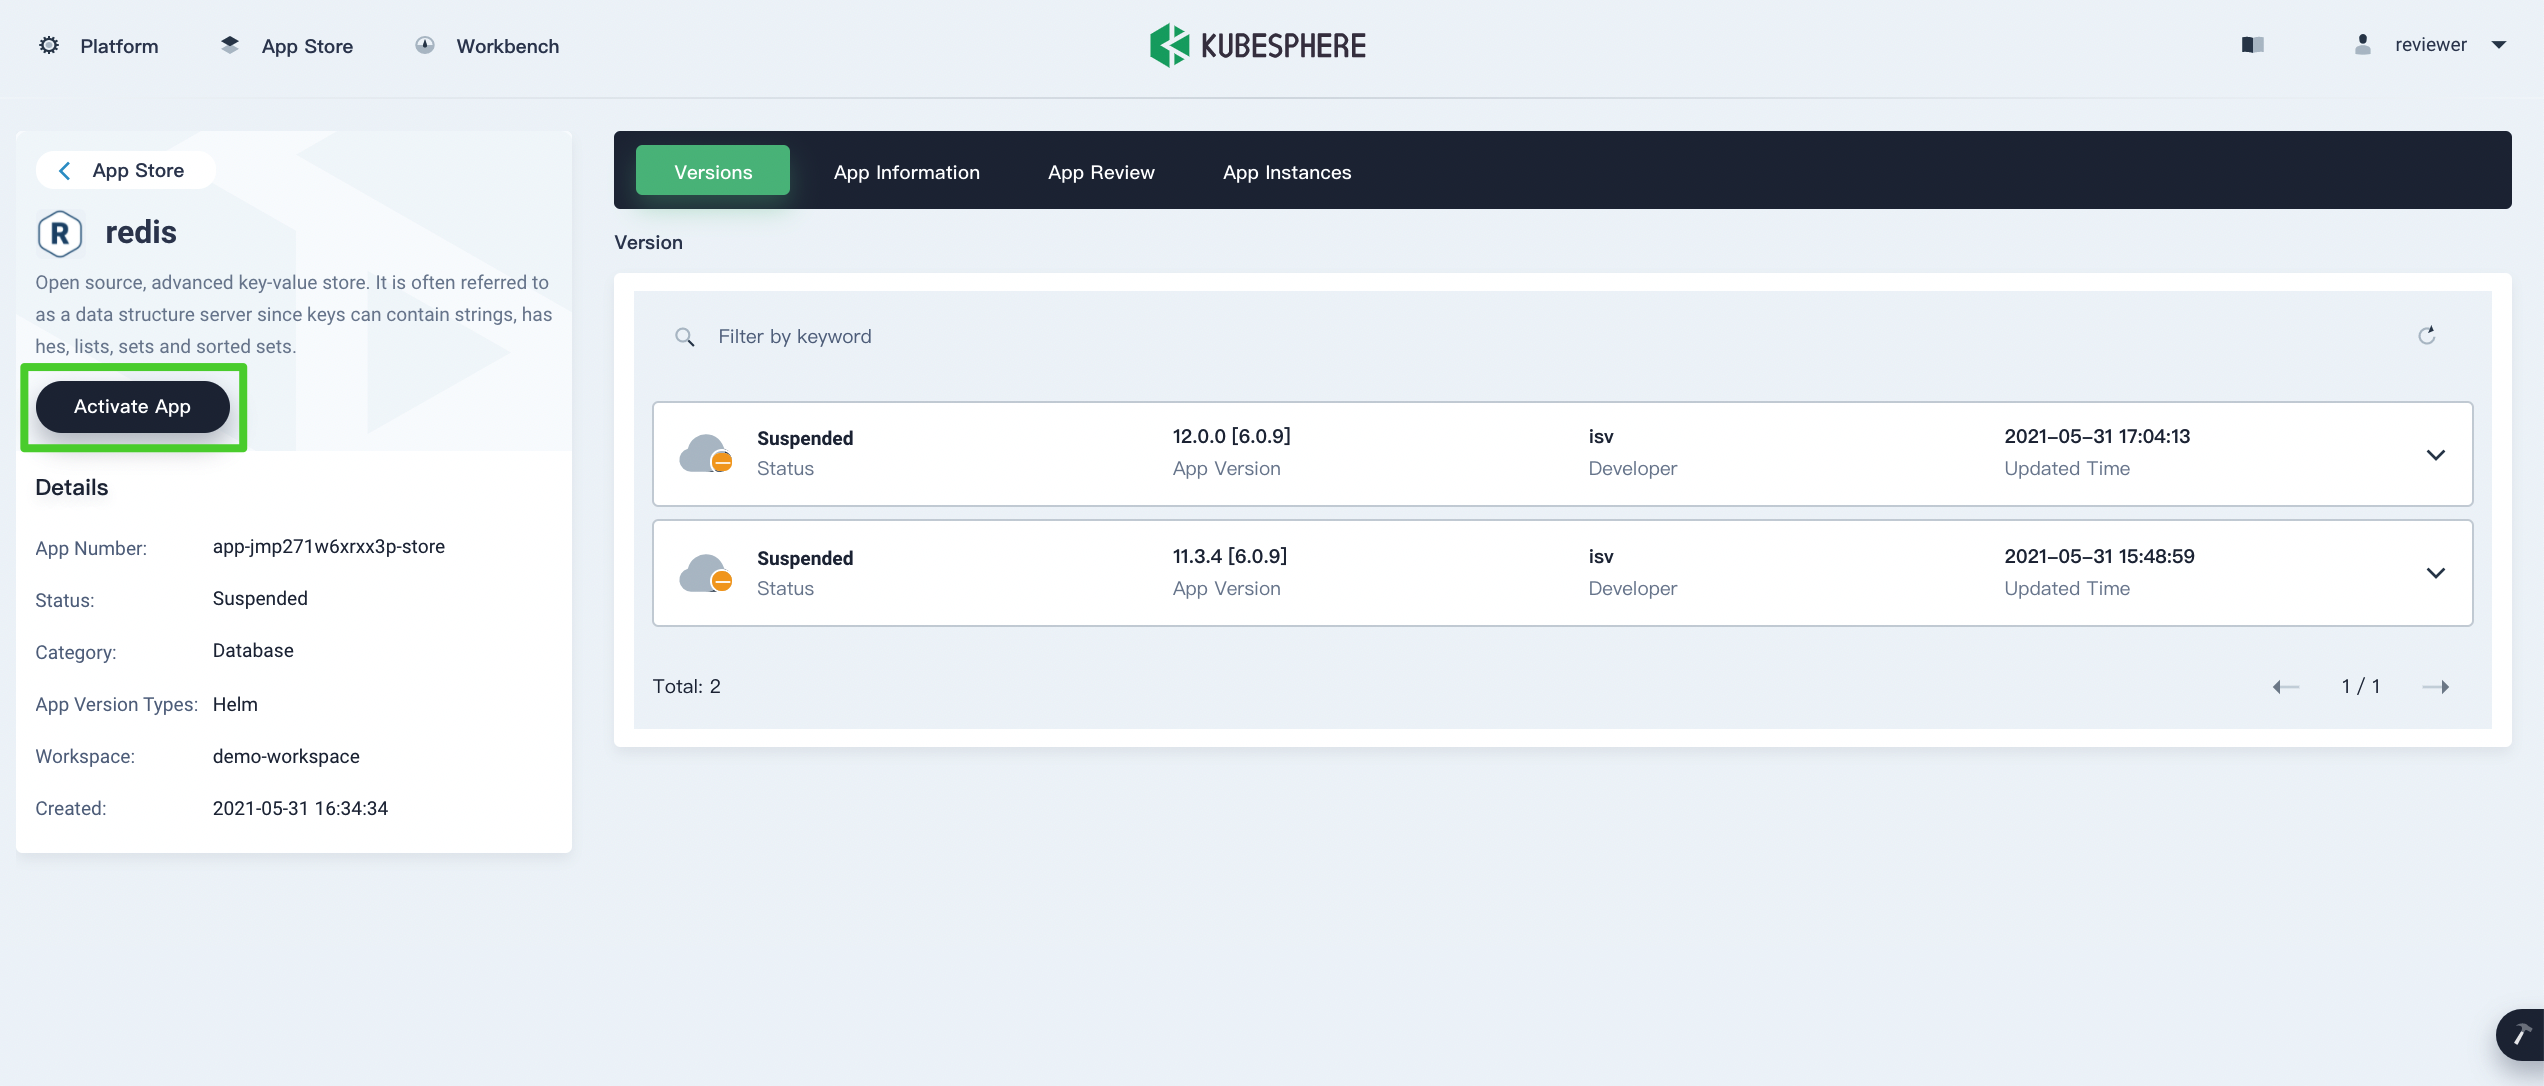 Platform
App Store
Workbench
KUBESPHERE
reviewer
App Store
R
redis
Open source, advanced key-value store. It is often referred to
as a data structure server since keys can contain strings, has
hes, lists, sets and sorted sets.
Activate App
Details
App Number: app-jmp271w6xrxx3p-store
Status: Suspended
Category: Database
App Version Types: Helm
Workspace: demo-workspace
Created: 2021-05-31 16:34:34
Versions
App Information
App Review
App Instances
Version
Filter by keyword
Suspended 12.0.0 [6.0.9] isv 2021-05-31 17:04:13
Status App Version Developer Updated Time
Suspended 11.3.4 [6.0.9] isv 2021-05-31 15:48:59
Status App Version Developer Updated Time
Total: 2
1 / 1